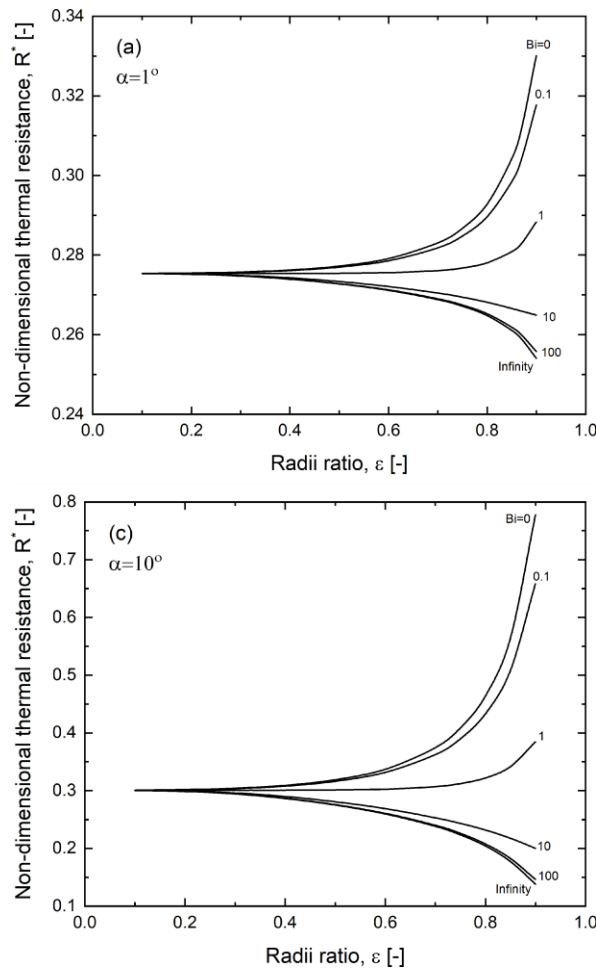 (a)
α=1°
Non-dimensional thermal resistance, R* [-]
0.34
0.32
0.30
0.28
0.26
0.24
Bi=0
0.1
1
10
100
Infinity
0.0 0.2 0.4 0.6 0.8 1.0
Radii ratio, ε [-]
(c)
α=10°
Non-dimensional thermal resistance, R* [-]
0.8
0.7
0.6
0.5
0.4
0.3
0.2
0.1
Bi=0
0.1
1
10
100
Infinity
0.0 0.2 0.4 0.6 0.8 1.0
Radii ratio, ε [-]